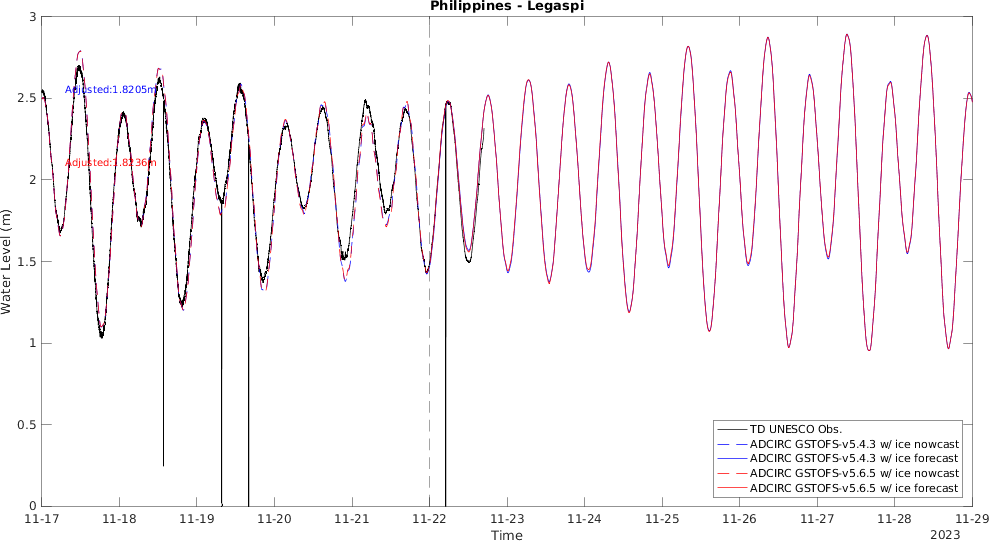 Philippines - Legaspi
3
2.5
2
1.5
1
0.5
0
Water Level (m)
Adjusted:1.8205m
Adjusted:1.8236m
TD UNESCO Obs.
ADCIRC GSTOFS-v5.4.3 w/ ice nowcast
ADCIRC GSTOFS-v5.4.3 w/ ice forecast
ADCIRC GSTOFS-v5.6.5 w/ ice nowcast
ADCIRC GSTOFS-v5.6.5 w/ ice forecast
11-17 11-18 11-19 11-20 11-21 11-22 11-23 11-24 11-25 11-26 11-27 11-28 11-29
Time
2023